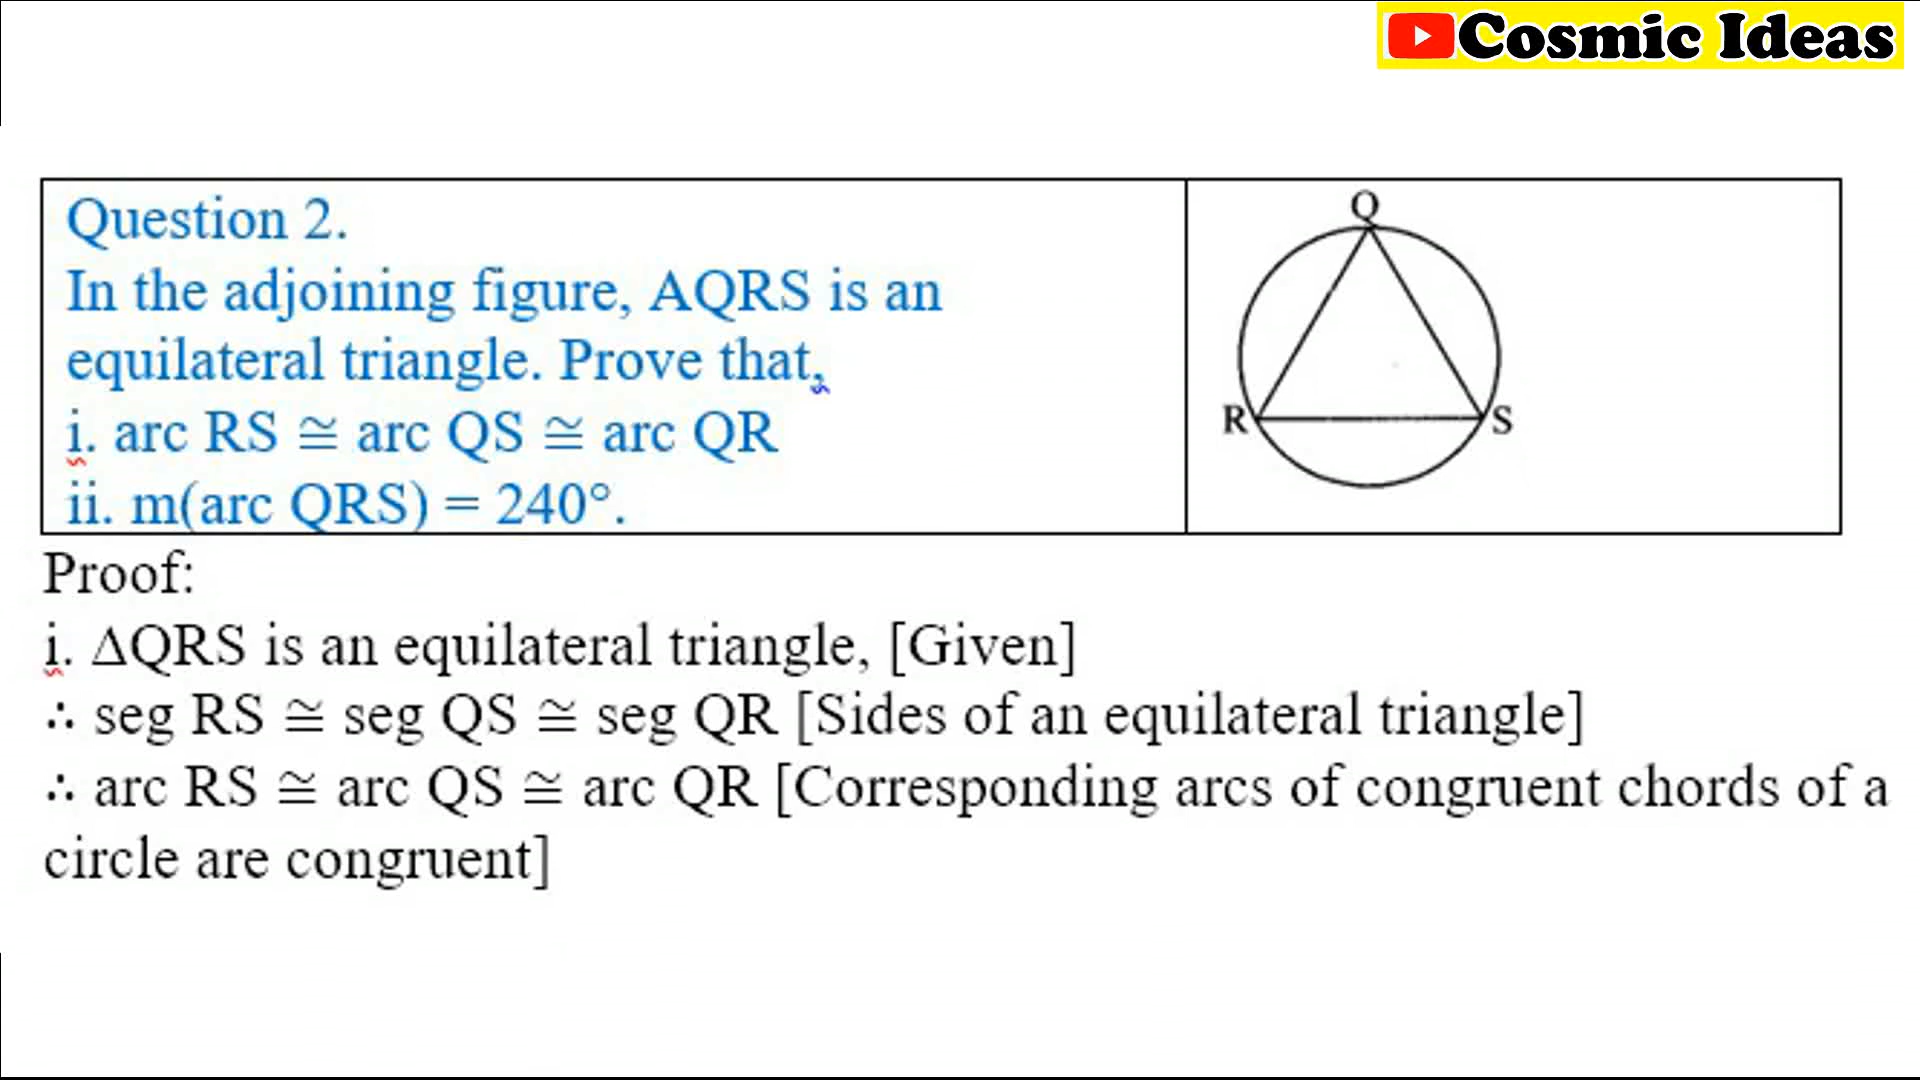 Cosmic Ideas
Question 2.
In the adjoining figure, AQRS is an
equilateral triangle. Prove that,
i. arc RS ≅ arc QS ≅ arc QR
ii. m(arc QRS) = 240°.
Q
R
S
Proof:
i. ΔQRS is an equilateral triangle, [Given]
∴ seg RS ≅ seg QS ≅ seg QR [Sides of an equilateral triangle]
∴ arc RS ≅ arc QS ≅ arc QR [Corresponding arcs of congruent chords of a
circle are congruent]